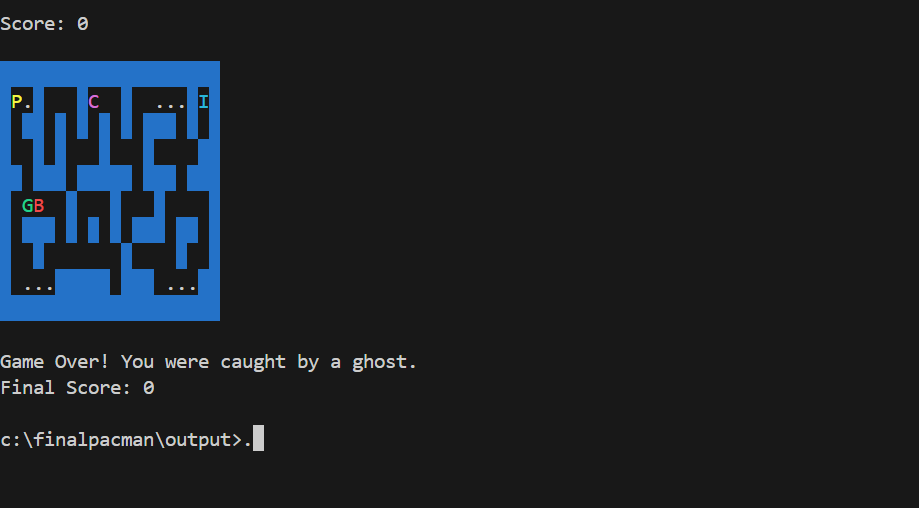 Score: 0
P. C ... I
GB
... ...
Game Over! You were caught by a ghost.
Final Score: 0
c:\finalpacman\output>.